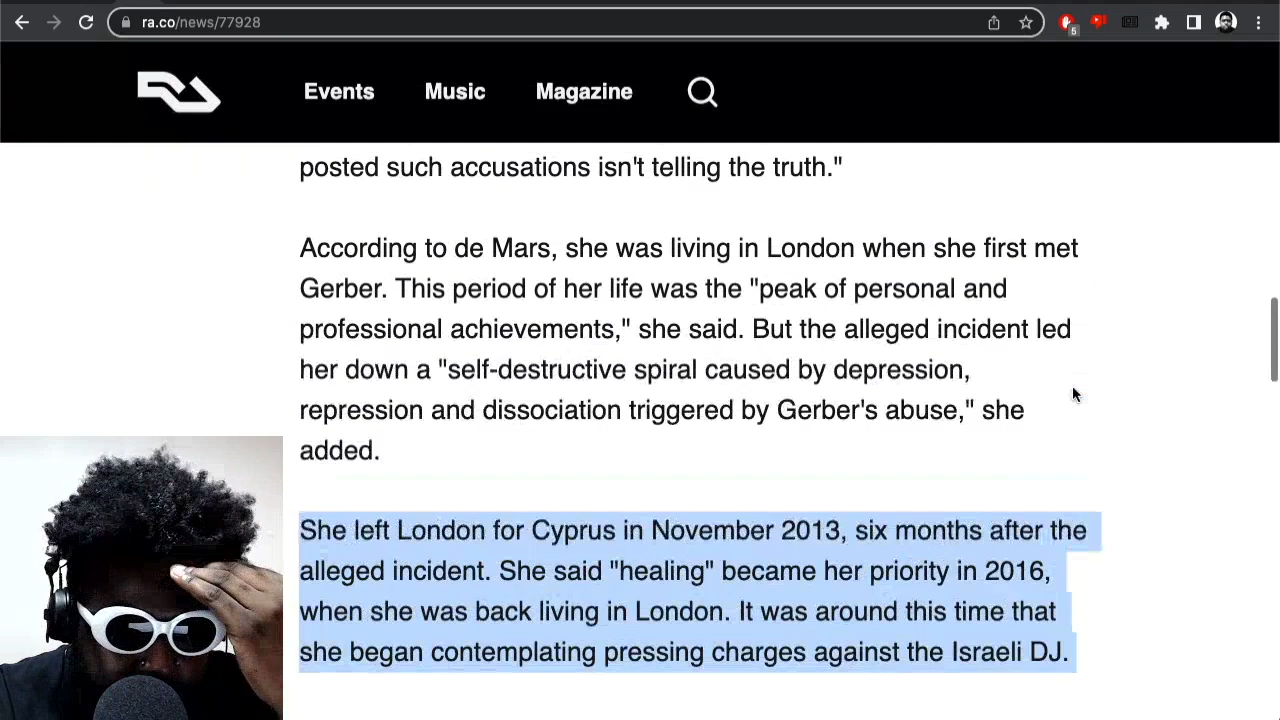 ra.co/news/77928
5
Events Music Magazine
posted such accusations isn't telling the truth."
According to de Mars, she was living in London when she first met
Gerber. This period of her life was the "peak of personal and
professional achievements," she said. But the alleged incident led
her down a "self-destructive spiral caused by depression,
repression and dissociation triggered by Gerber's abuse," she
added.
She left London for Cyprus in November 2013, six months after the
alleged incident. She said "healing" became her priority in 2016,
when she was back living in London. It was around this time that
she began contemplating pressing charges against the Israeli DJ.